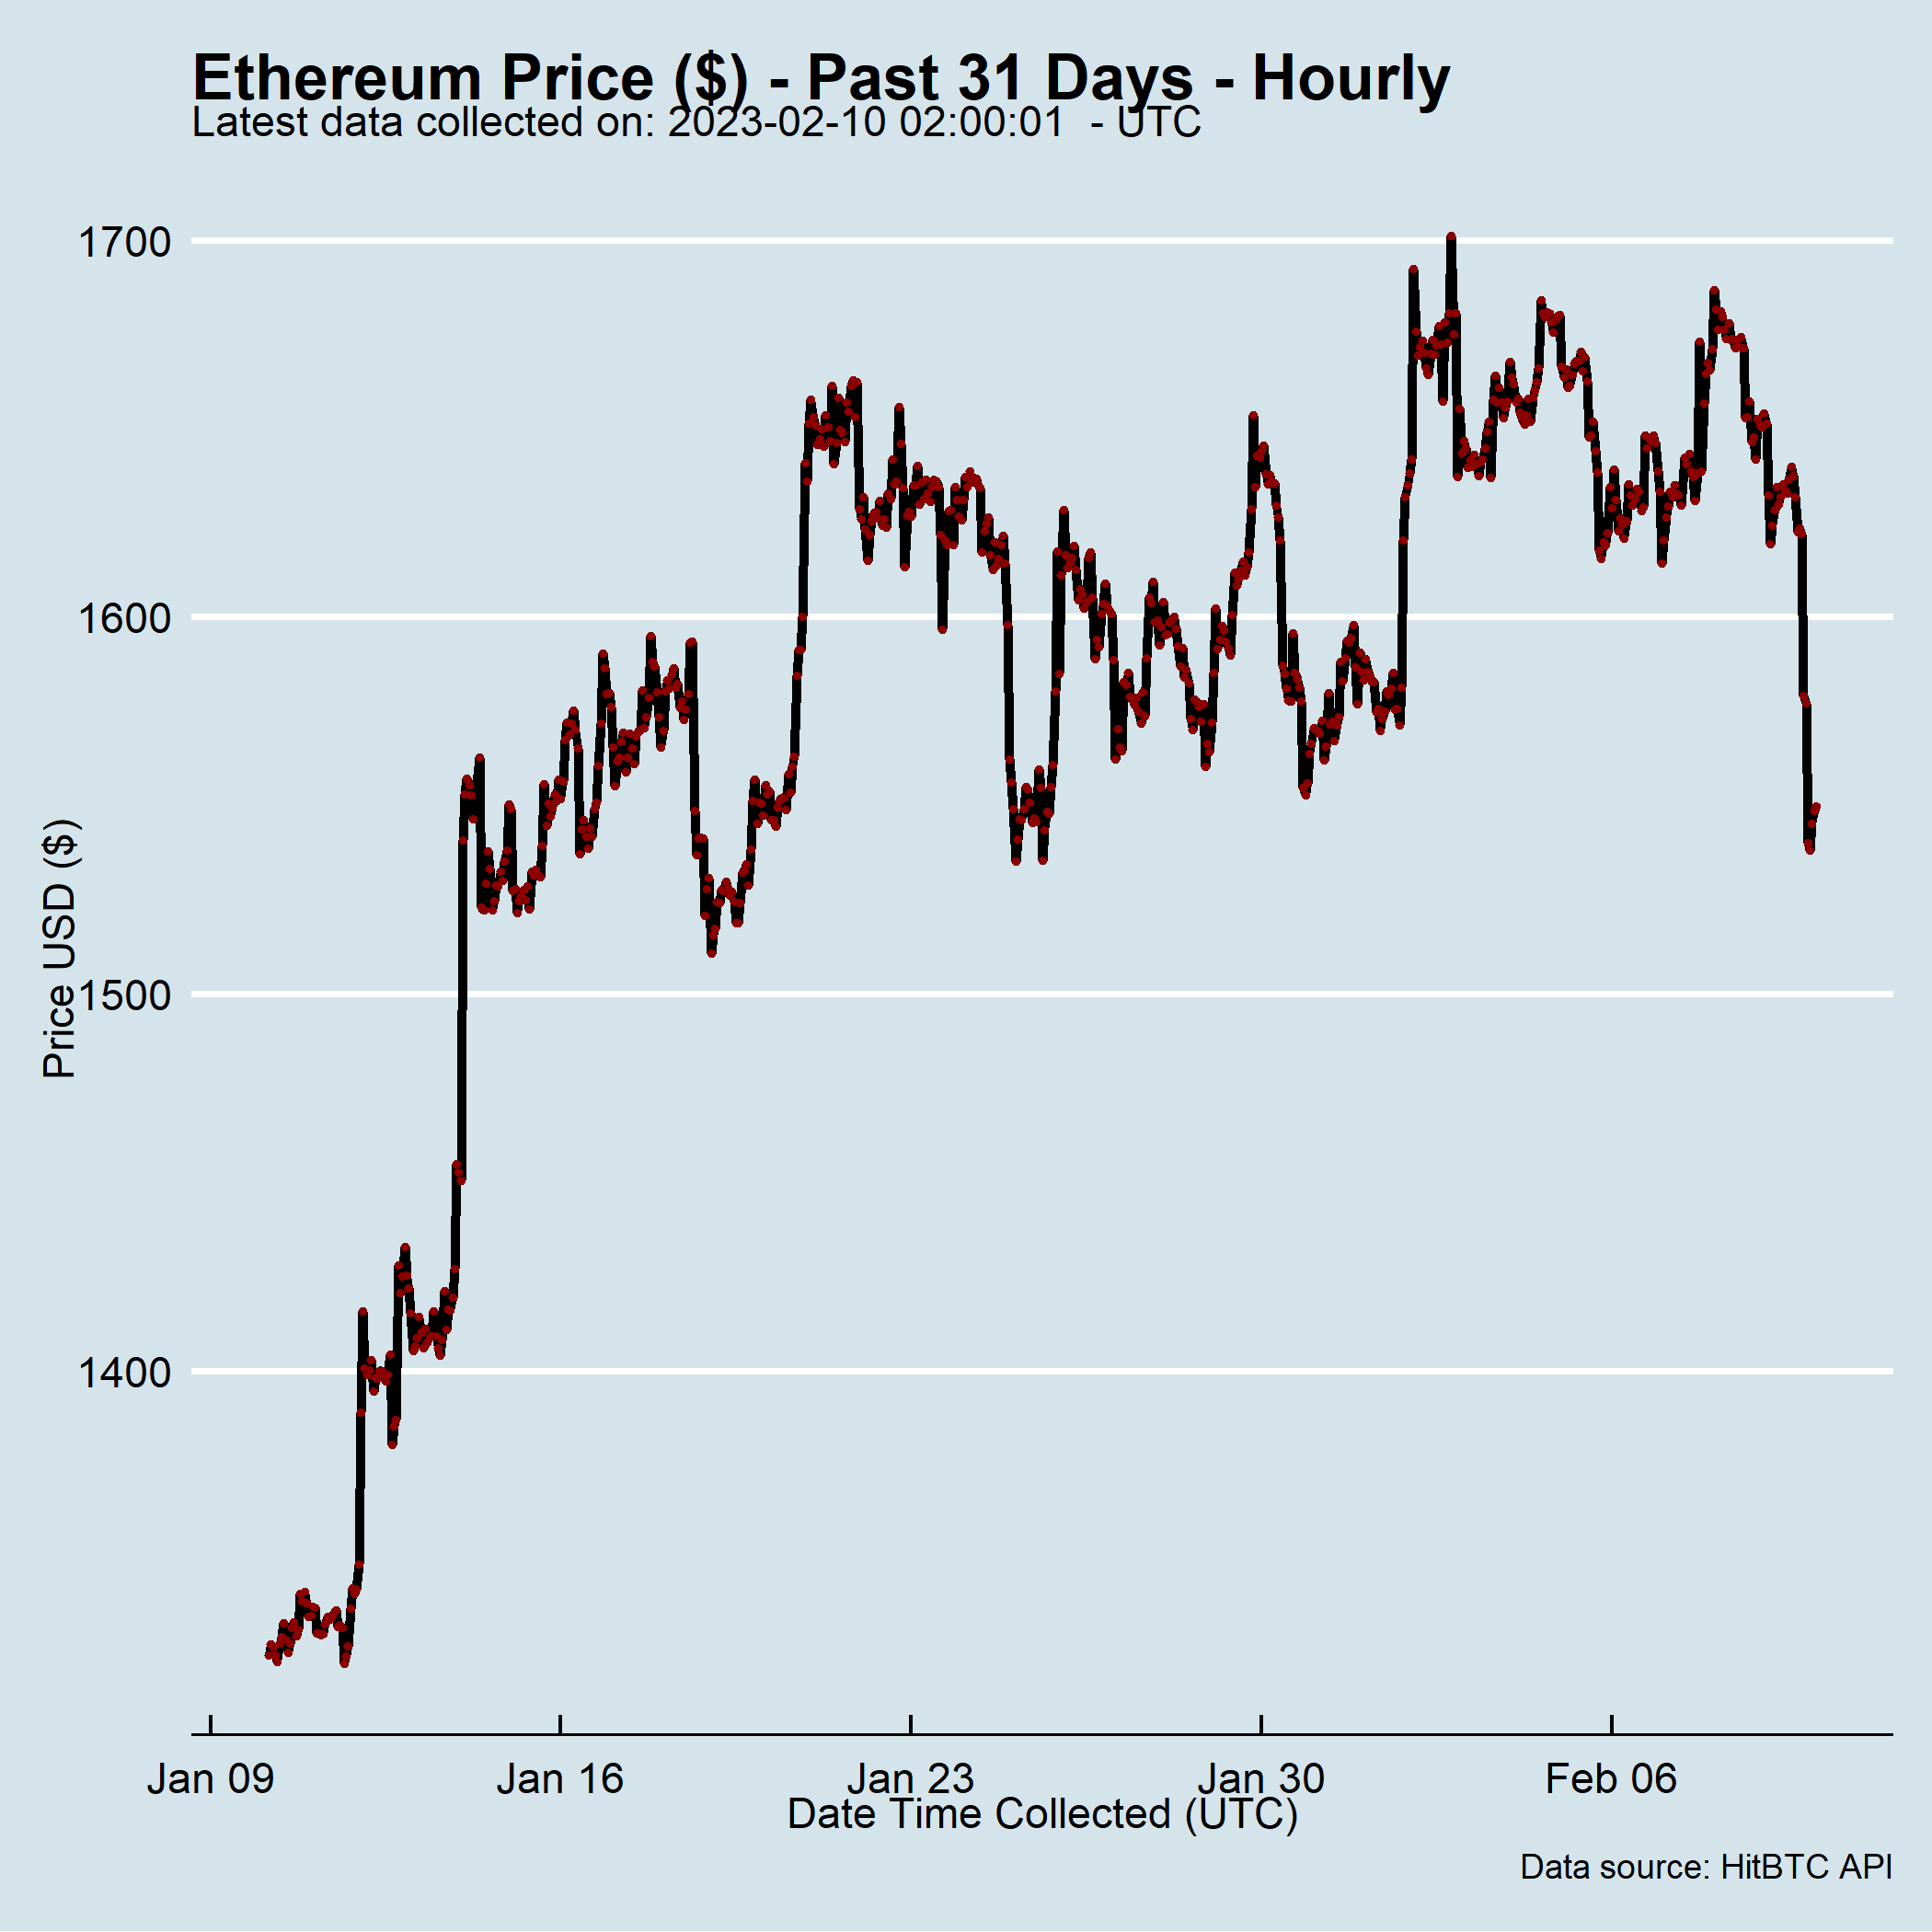 Ethereum Price ($) - Past 31 Days - Hourly
Latest data collected on: 2023-02-10 02:00:01  - UTC
Price USD ($)
1700
1600
1500
1400
Jan 09
Jan 16
Jan 23
Jan 30
Feb 06
Date Time Collected (UTC)
Data source: HitBTC API